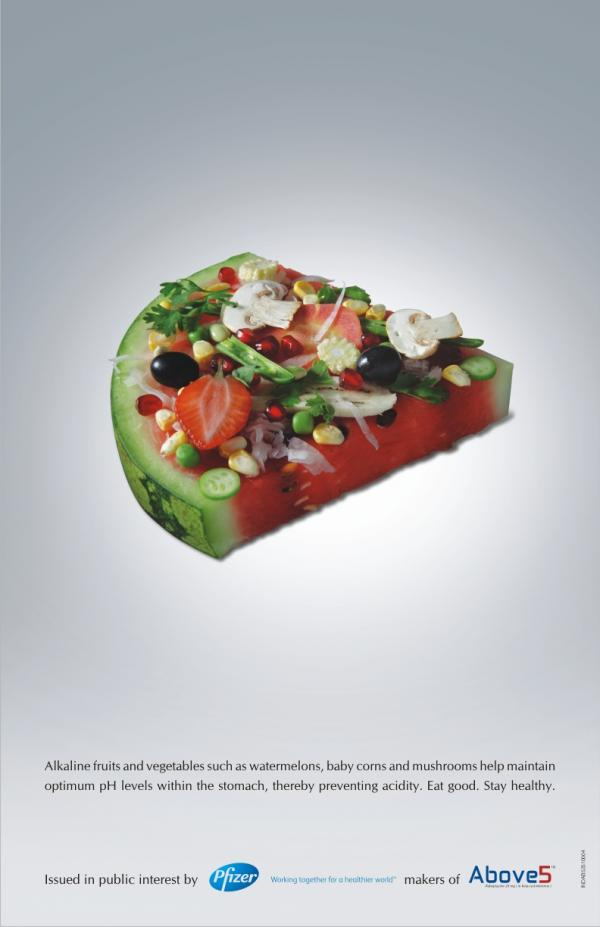 Alkaline fruits and vegetables such as watermelons, baby corns and mushrooms help maintain
optimum pH levels within the stomach, thereby preventing acidity. Eat good. Stay healthy.
Issued in public interest by Pfizer Working together for a healthier world™ makers of Above5™